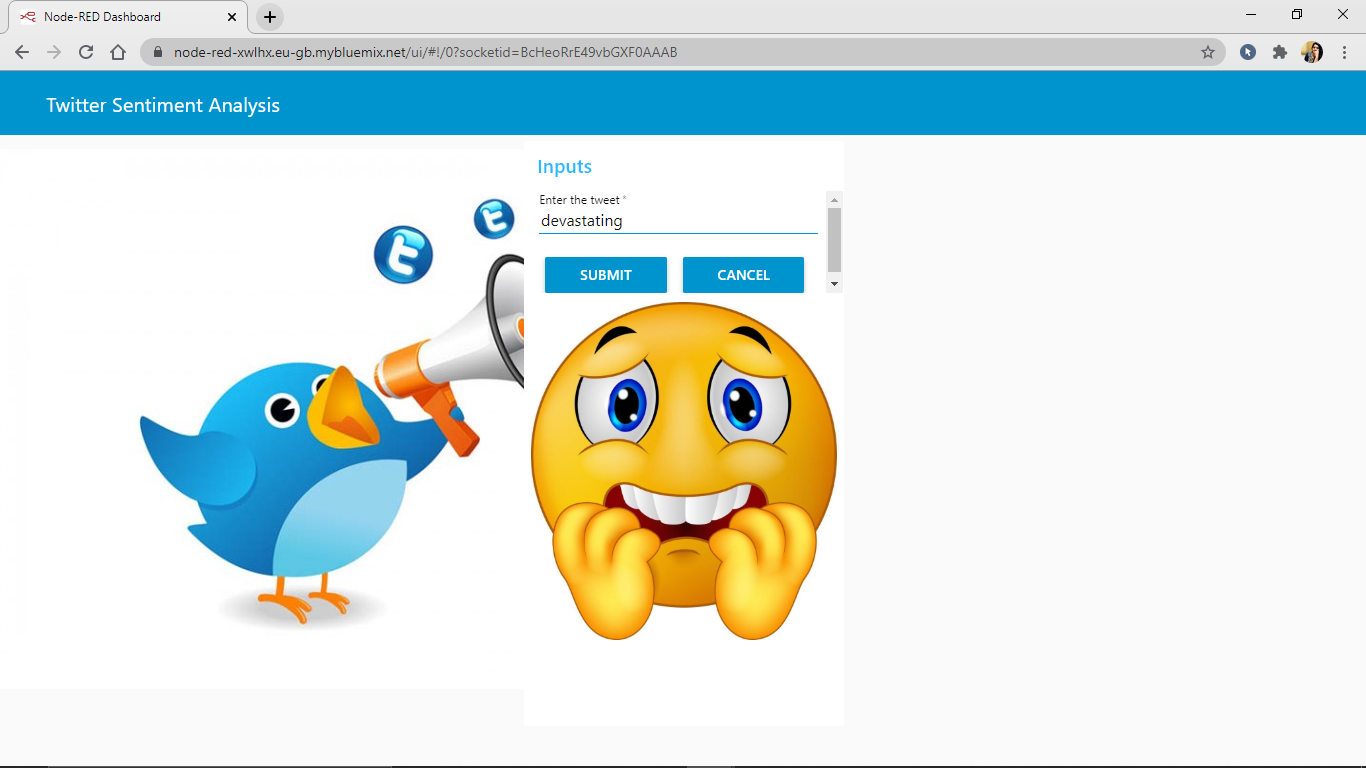 Node-RED Dashboard
node-red-xwlhx.eu-gb.mybluemix.net/ui/#!/0?socketid=BcHeoRrE49vbGXF0AAAB
Twitter Sentiment Analysis
Inputs
Enter the tweet *
devastating
SUBMIT CANCEL
t
t